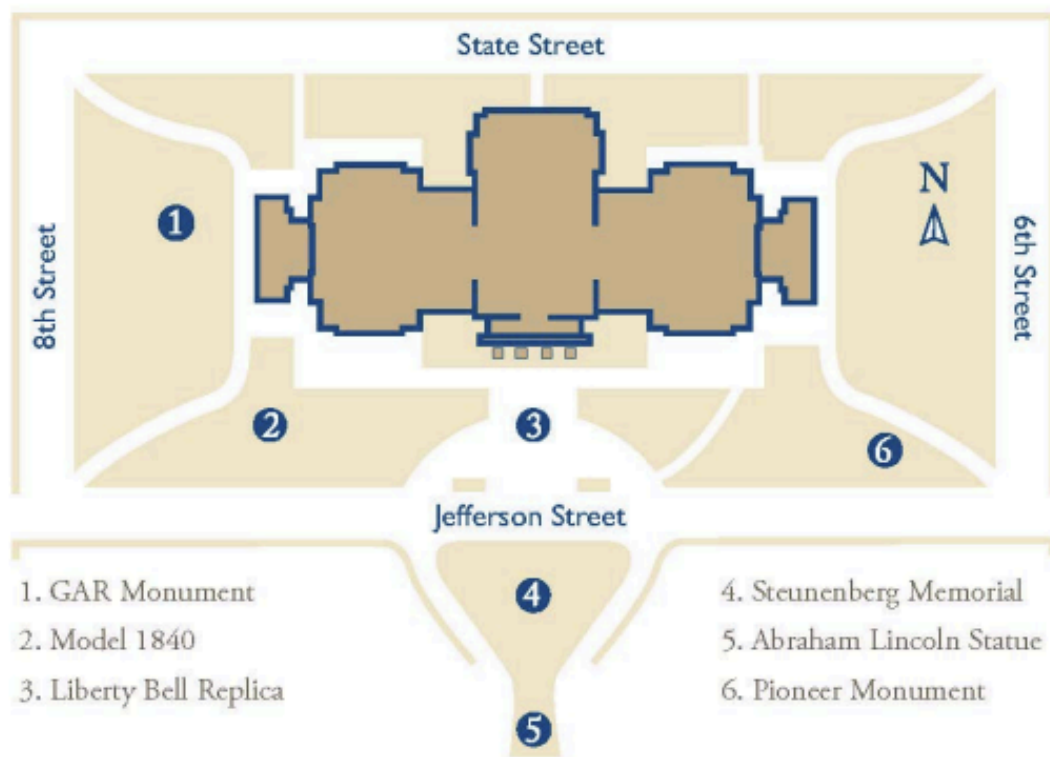 State Street
N
1
8th Street
6th Street
2
3
6
Jefferson Street
4
5
1. GAR Monument
2. Model 1840
3. Liberty Bell Replica
4. Steunenberg Memorial
5. Abraham Lincoln Statue
6. Pioneer Monument